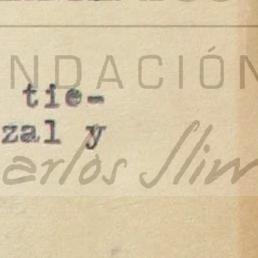 NDACIÓN
tie-
zal y
arlos Slim